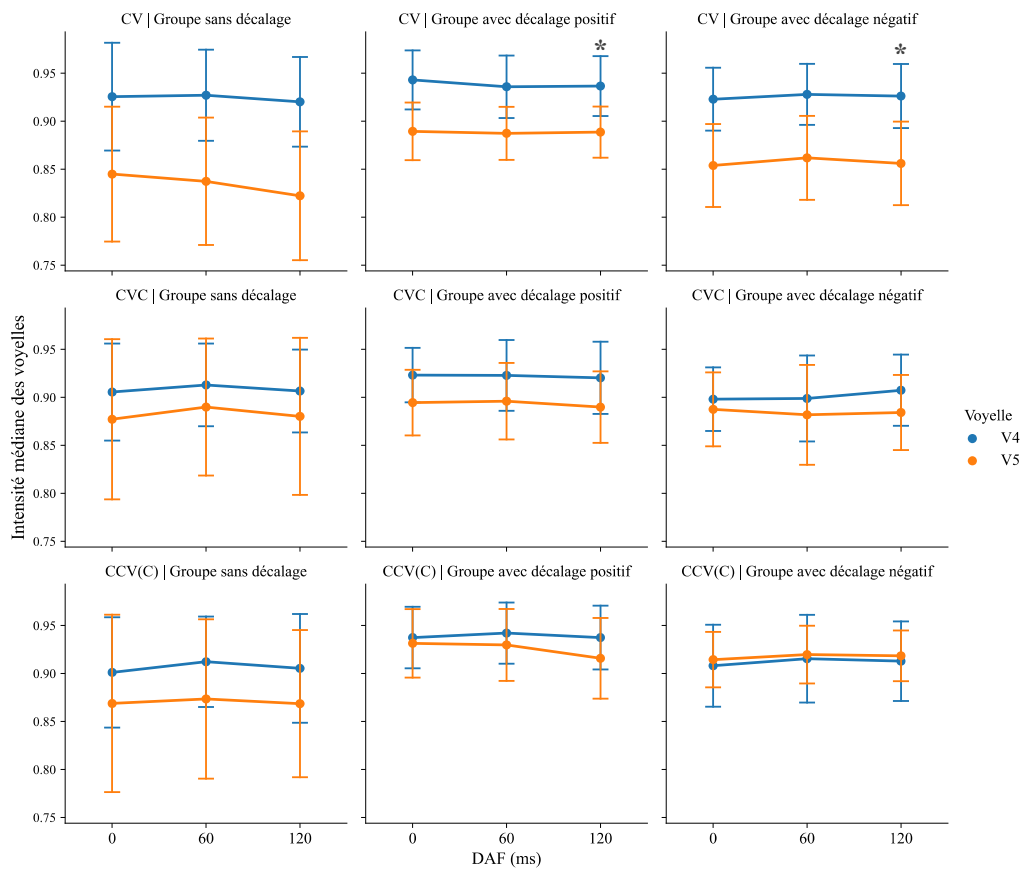 CV | Groupe sans décalage
CV | Groupe avec décalage positif
CV | Groupe avec décalage négatif
0.95
0.90
0.85
0.80
0.75
*
*
CVC | Groupe sans décalage
CVC | Groupe avec décalage positif
CVC | Groupe avec décalage négatif
0.95
0.90
0.85
0.80
0.75
Intensité médiane des voyelles
Voyelle
V4
V5
CCV(C) | Groupe sans décalage
CCV(C) | Groupe avec décalage positif
CCV(C) | Groupe avec décalage négatif
0.95
0.90
0.85
0.80
0.75
0 60 120
0 60 120
0 60 120
DAF (ms)